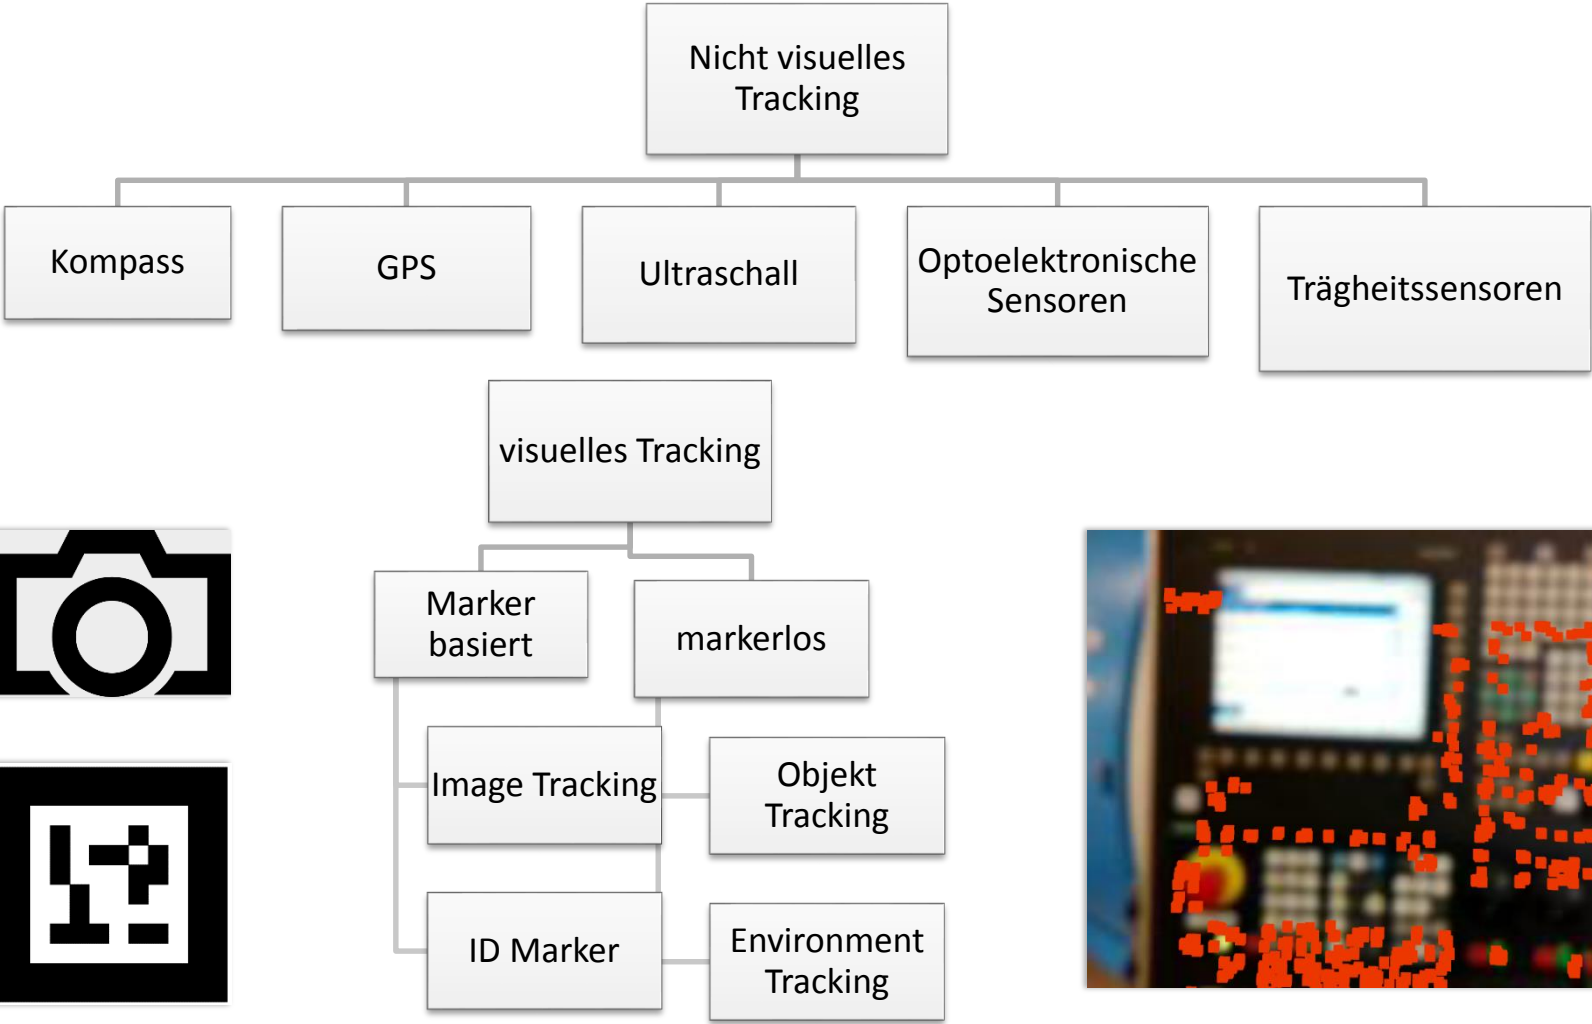 Nicht visuelles
Tracking
Kompass
GPS
Ultraschall
Optoelektronische
Sensoren
Trägheitssensoren
visuelles Tracking
Marker
basiert
markerlos
Image Tracking
Objekt
Tracking
ID Marker
Environment
Tracking